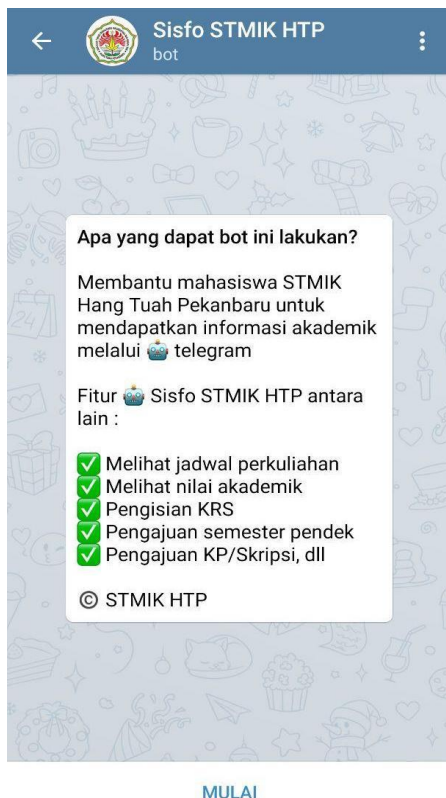 Sisfo STMIK HTP
bot
Apa yang dapat bot ini lakukan?
Membantu mahasiswa STMIK
Hang Tuah Pekanbaru untuk
mendapatkan informasi akademik
melalui 🤖 telegram
Fitur 🤖 Sisfo STMIK HTP antara
lain :
✅ Melihat jadwal perkuliahan
✅ Melihat nilai akademik
✅ Pengisian KRS
✅ Pengajuan semester pendek
✅ Pengajuan KP/Skripsi, dll
© STMIK HTP
MULAI